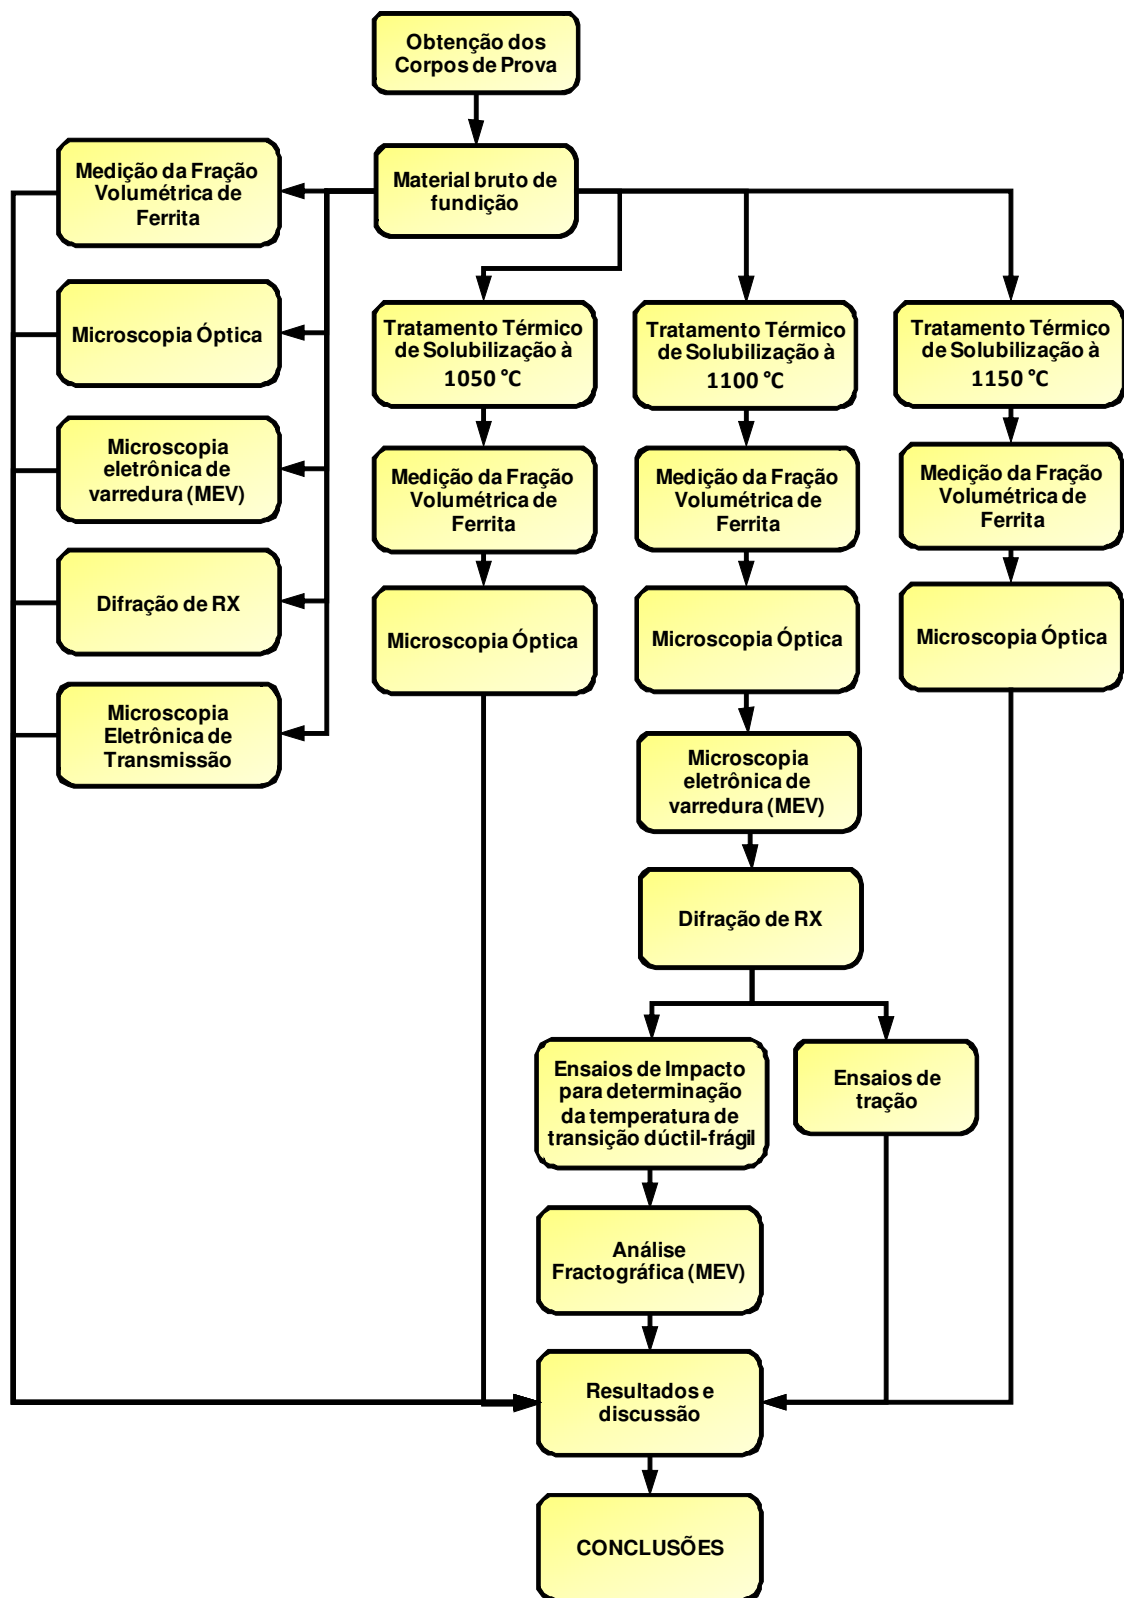 Obtenção dos
Corpos de Prova
Material bruto de
fundição
Medição da Fração
Volumétrica de
Ferrita
Microscopia Óptica
Microscopia
eletrônica de
varredura (MEV)
Difração de RX
Microscopia
Eletrônica de
Transmissão
Tratamento Térmico
de Solubilização à
1050 °C
Medição da Fração
Volumétrica de
Ferrita
Microscopia Óptica
Tratamento Térmico
de Solubilização à
1100 °C
Medição da Fração
Volumétrica de
Ferrita
Microscopia Óptica
Microscopia
eletrônica de
varredura (MEV)
Difração de RX
Tratamento Térmico
de Solubilização à
1150 °C
Medição da Fração
Volumétrica de
Ferrita
Microscopia Óptica
Ensaios de Impacto
para determinação
da temperatura de
transição dúctil-frágil
Ensaios de
tração
Análise
Fractográfica (MEV)
Resultados e
discussão
CONCLUSÕES